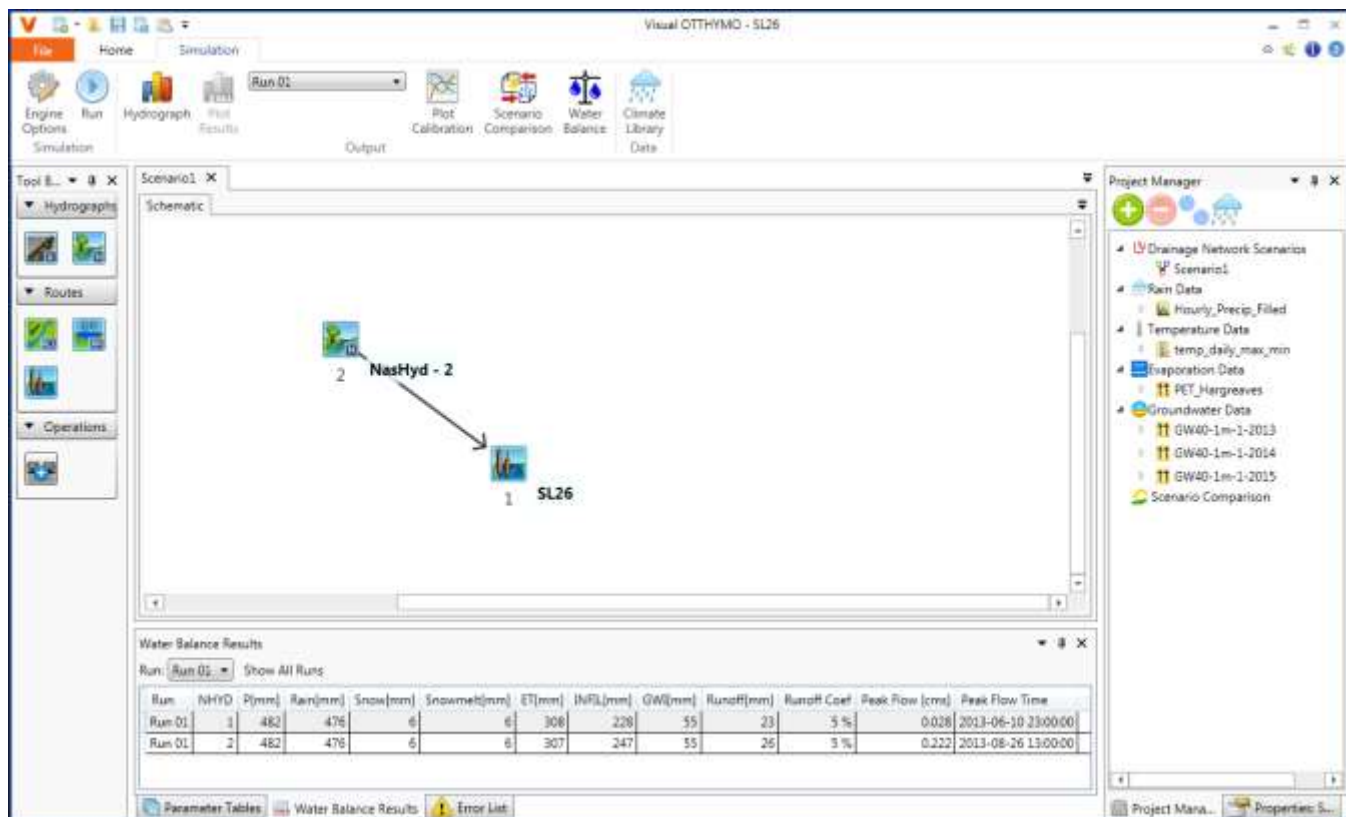 Visual OTTHYMO - SL26
File Home Simulation
Engine Options Run Hydrograph Plot Results Run 01 Plot Calibration Scenario Comparison Water Balance Climate Library
Simulation Output Data
Tool B...
Hydrographs
Routes
Operations
Scenario1
Schematic
2 NasHyd - 2
1 SL26
Project Manager
Drainage Network Scenarios
Scenario1
Rain Data
Hourly_Precip_Filled
Temperature Data
temp_daily_max_min
Evaporation Data
PET_Hargreaves
Groundwater Data
GW40-1m-1-2013
GW40-1m-1-2014
GW40-1m-1-2015
Scenario Comparison
Water Balance Results
Run: Run 01 Show All Runs
Run NHYD P[mm] Rain[mm] Snow[mm] Snowmelt[mm] ET[mm] INFIL[mm] GWI[mm] Runoff[mm] Runoff Coef Peak Flow [cms] Peak Flow Time
Run 01 1 482 476 6 6 308 228 55 23 5 % 0.028 2013-06-10 23:00:00
Run 01 2 482 476 6 6 307 247 55 26 5 % 0.222 2013-08-26 13:00:00
Parameter Tables Water Balance Results Error List
Project Mana... Properties: S...